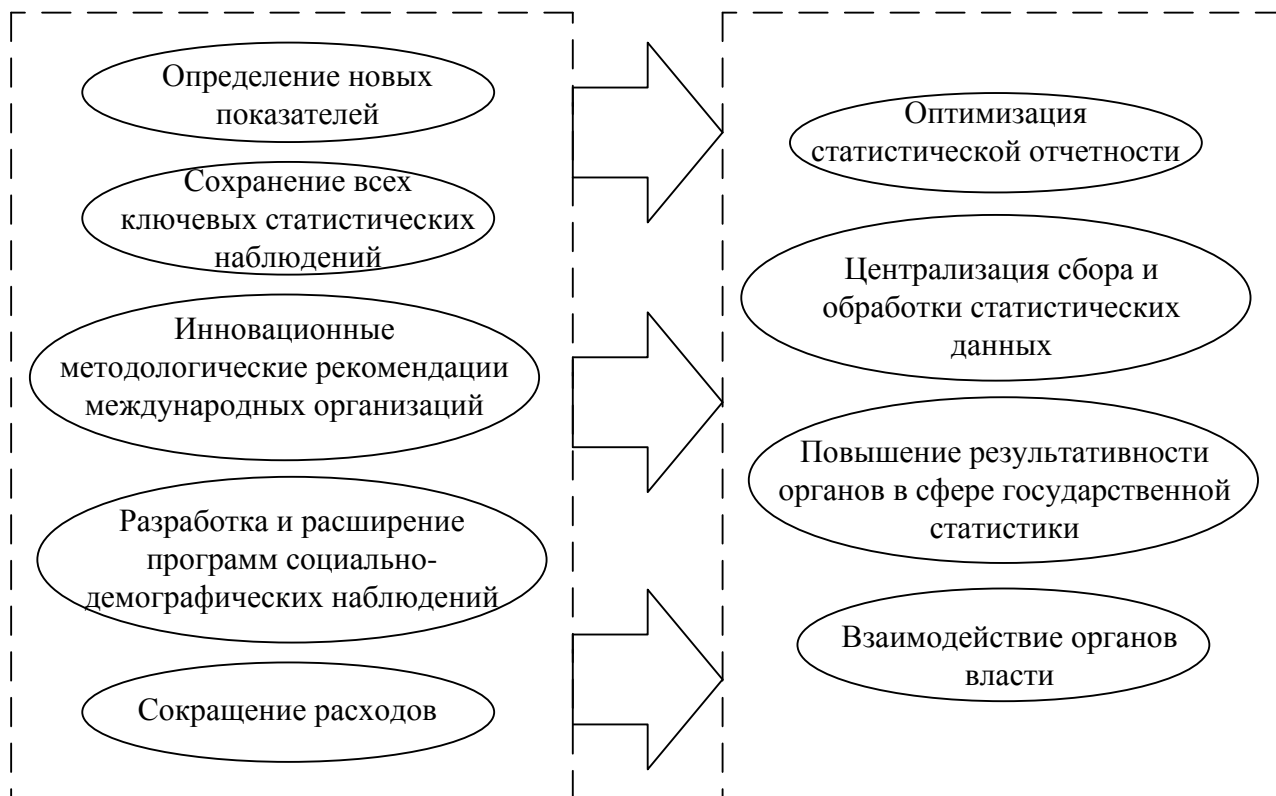 Определение новых
показателей
Сохранение всех
ключевых статистических
наблюдений
Инновационные
методологические рекомендации
международных организаций
Разработка и расширение
программ социально-
демографических наблюдений
Сокращение расходов
Оптимизация
статистической отчетности
Централизация сбора и
обработки статистических
данных
Повышение результативности
органов в сфере государственной
статистики
Взаимодействие органов
власти